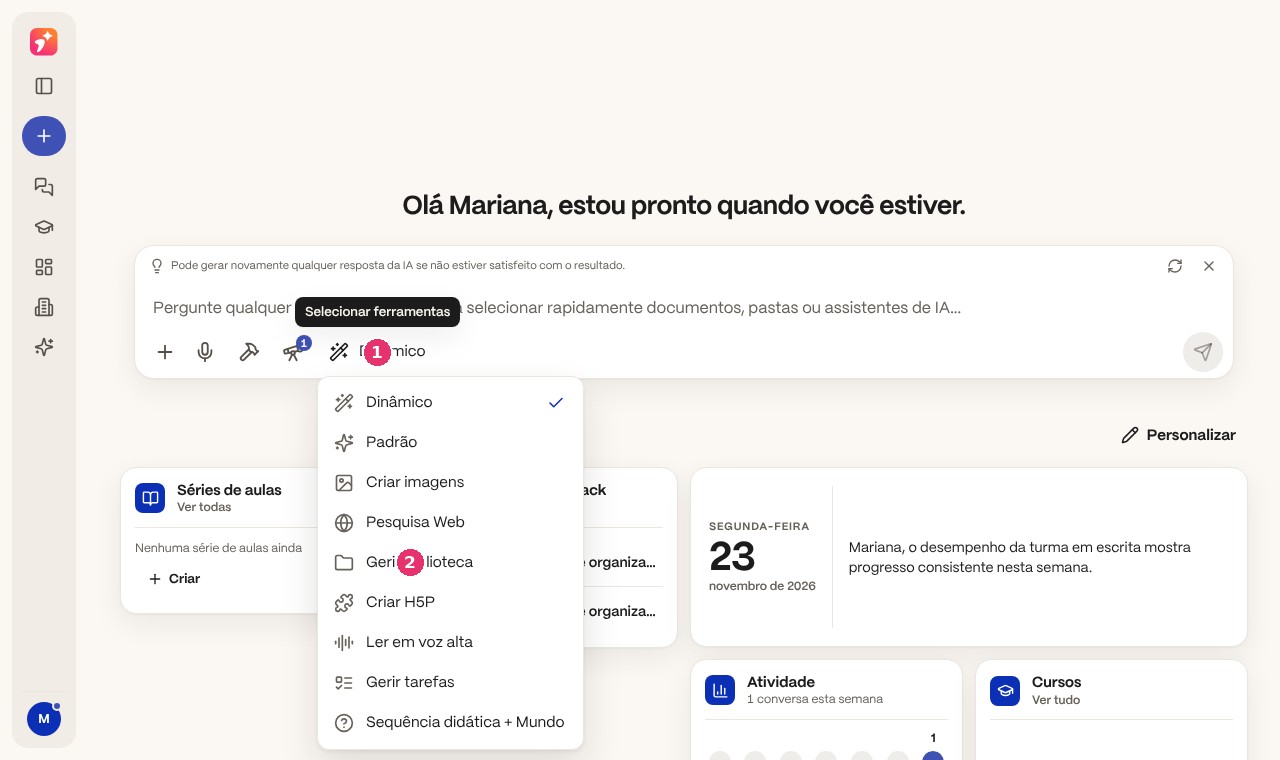 Olá Mariana, estou pronto quando você estiver.
Pode gerar novamente qualquer resposta da IA se não estiver satisfeito com o resultado.
Pergunte qualquer
selecionar rapidamente documentos, pastas ou assistentes de IA...
Selecionar ferramentas
1
1
mico
Dinâmico
Padrão
Criar imagens
Pesquisa Web
Geri 2 lioteca
Criar H5P
Ler em voz alta
Gerir tarefas
Sequência didática + Mundo
Personalizar
Séries de aulas
Ver todas
Nenhuma série de aulas ainda
Criar
ack
organiza...
organiza...
SEGUNDA-FEIRA
23
novembro de 2026
Mariana, o desempenho da turma em escrita mostra
progresso consistente nesta semana.
Atividade
1 conversa esta semana
1
Cursos
Ver tudo
M